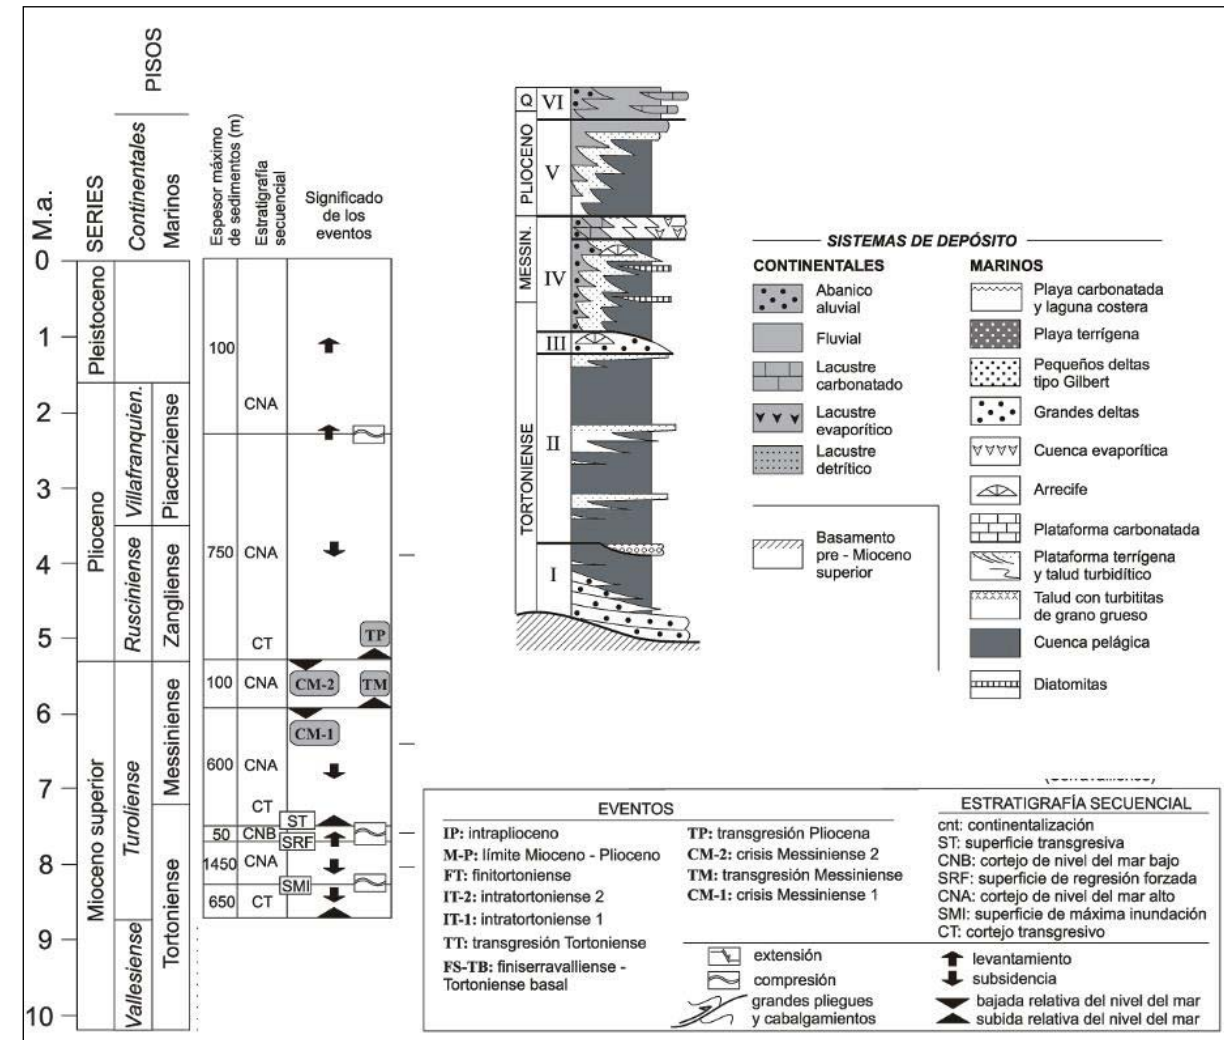 PISOS
0 M.a.
SERIES
Continentales
Marinos
Espesor máximo
de sedimentos (m)
Estratigrafía
secuencial
Significado
de los
eventos
1
2
3
4
5
6
7
8
9
10
Pleistoceno
Plioceno
Mioceno superior
Villafranquien.
Rusciniense
Turoliense
Vallesiense
Piacenziense
Zangliense
Messiniense
Tortoniense
100
CNA
750
CNA
CT
TP
100
CNA
CM-2
TM
CM-1
600
CNA
CT
ST
50
CNB
SRF
1450
CNA
SMI
650
CT
Q
PLIOCENO
MESSIN.
TORTONIENSE
VI
V
IV
III
II
I
SISTEMAS DE DEPÓSITO
CONTINENTALES
Abanico
aluvial
Fluvial
Lacustre
carbonatado
Lacustre
evaporítico
Lacustre
detrítico
Basamento
pre - Mioceno
superior
MARINOS
Playa carbonatada
y laguna costera
Playa terrígena
Pequeños deltas
tipo Gilbert
Grandes deltas
Cuenca evaporítica
Arrecife
Plataforma carbonatada
Plataforma terrígena
y talud turbidítico
Talud con turbititas
de grano grueso
Cuenca pelágica
Diatomitas
EVENTOS
IP: intraplioceno
M-P: límite Mioceno - Plioceno
FT: finitortoniense
IT-2: intratortoniense 2
IT-1: intratortoniense 1
TT: transgresión Tortoniense
FS-TB: finiserravalliense -
Tortoniense basal
TP: transgresión Pliocena
CM-2: crisis Messiniense 2
TM: transgresión Messiniense
CM-1: crisis Messiniense 1
ESTRATIGRAFÍA SECUENCIAL
cnt: continentalización
ST: superficie transgresiva
CNB: cortejo de nivel del mar bajo
SRF: superficie de regresión forzada
CNA: cortejo de nivel del mar alto
SMI: superficie de máxima inundación
CT: cortejo transgresivo
extensión
compresión
grandes pliegues
y cabalgamientos
levantamiento
subsidencia
bajada relativa del nivel del mar
subida relativa del nivel del mar